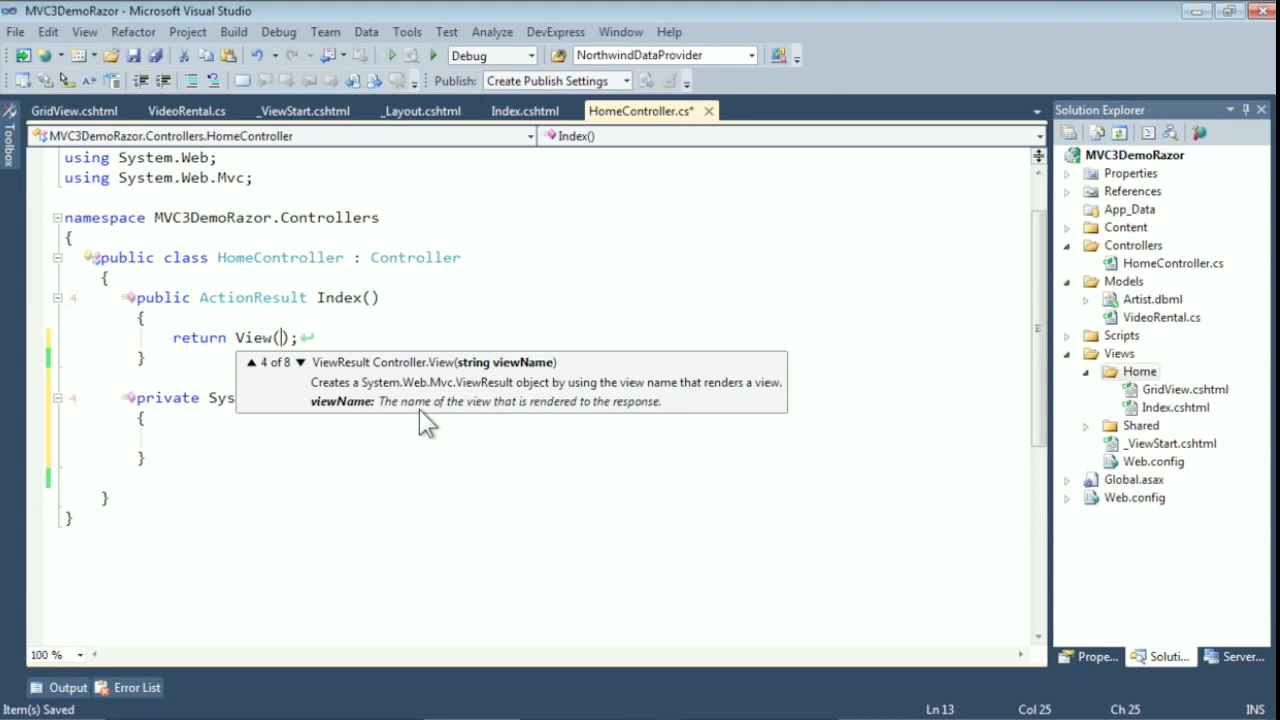 MVC3DemoRazor - Microsoft Visual Studio
File Edit View Refactor Project Build Debug Team Data Tools Test Analyze DevExpress Window Help
Debug NorthwindDataProvider
Publish: Create Publish Settings
GridView.cshtml VideoRental.cs _ViewStart.cshtml _Layout.cshtml Index.cshtml HomeController.cs*
MVC3DemoRazor.Controllers.HomeController Index()
using System.Web;
using System.Web.Mvc;
namespace MVC3DemoRazor.Controllers
{
public class HomeController : Controller
{
4 public ActionResult Index()
{
return View();
}
4 of 8 ViewResult Controller.View(string viewName)
Creates a System.Web.Mvc.ViewResult object by using the view name that renders a view.
viewName: The name of the view that is rendered to the response.
4 private Sys
{
}
}
}
100 %
Toolbox
Solution Explorer
MVC3DemoRazor
Properties
References
App_Data
Content
Controllers
HomeController.cs
Models
Artist.dbml
VideoRental.cs
Scripts
Views
Home
GridView.cshtml
Index.cshtml
Shared
_ViewStart.cshtml
Web.config
Global.asax
Web.config
Prope... Soluti... Server...
Output Error List
Item(s) Saved Ln 13 Col 25 Ch 25 INS